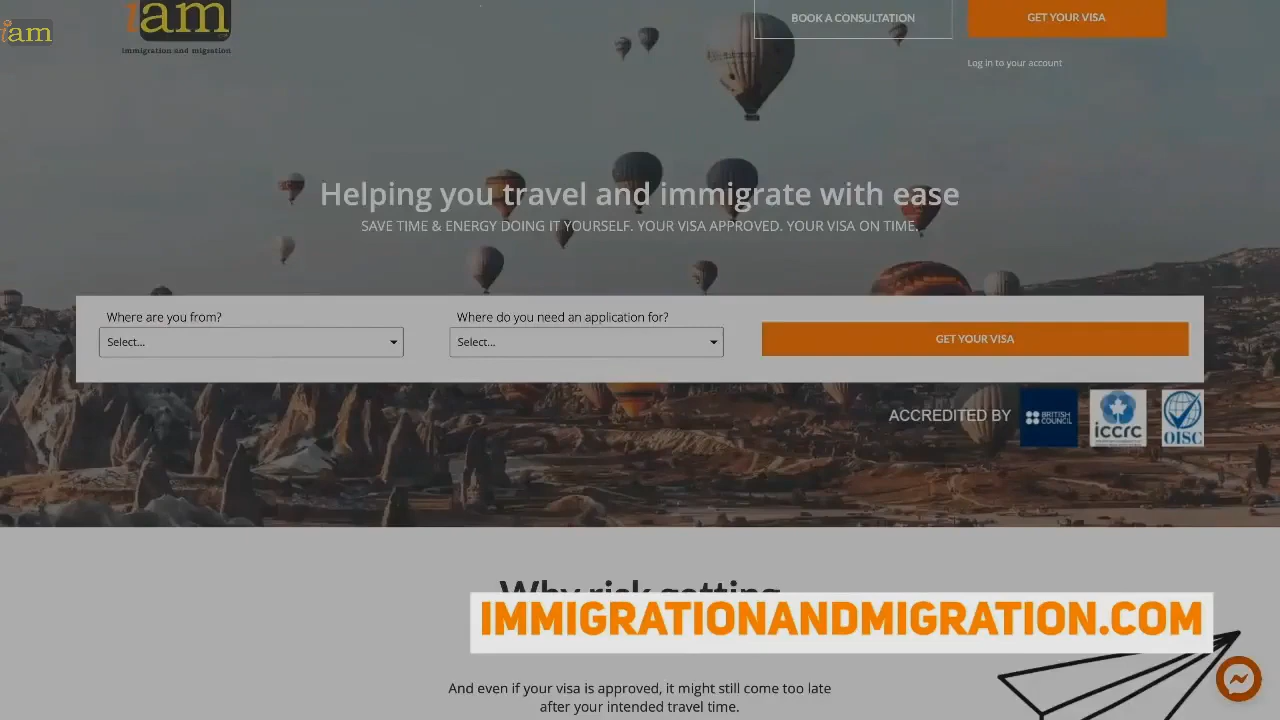 iam
iam
immigration and migration
BOOK A CONSULTATION
GET YOUR VISA
Log in to your account
Helping you travel and immigrate with ease
SAVE TIME & ENERGY DOING IT YOURSELF. YOUR VISA APPROVED. YOUR VISA ON TIME.
Where are you from?
Where do you need an application for?
Select...
Select...
GET YOUR VISA
ACCREDITED BY
BRITISH COUNCIL
iccrc
OISC
Why risk getting
IMMIGRATIONANDMIGRATION.COM
And even if your visa is approved, it might still come too late
after your intended travel time.